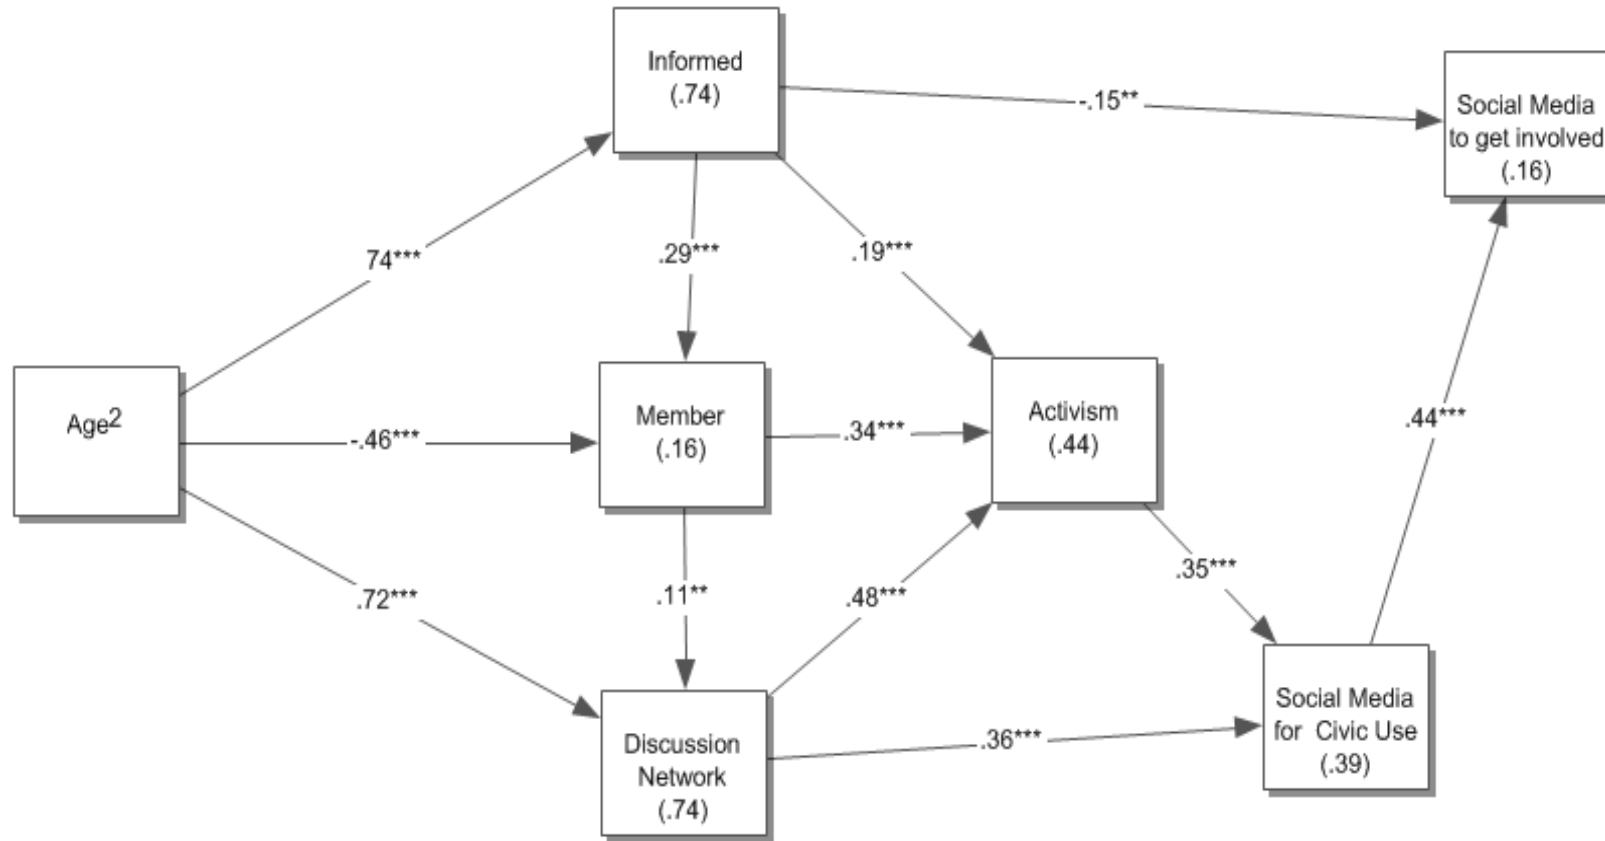 Informed
(.74)
-.15**
Social Media
to get involved
(.16)
74***
.29***
.19***
Age2
-.46***
Member
(.16)
.34***
Activism
(.44)
.44***
.72***
.11**
.48***
.35***
Discussion
Network
(.74)
.36***
Social Media
for Civic Use
(.39)